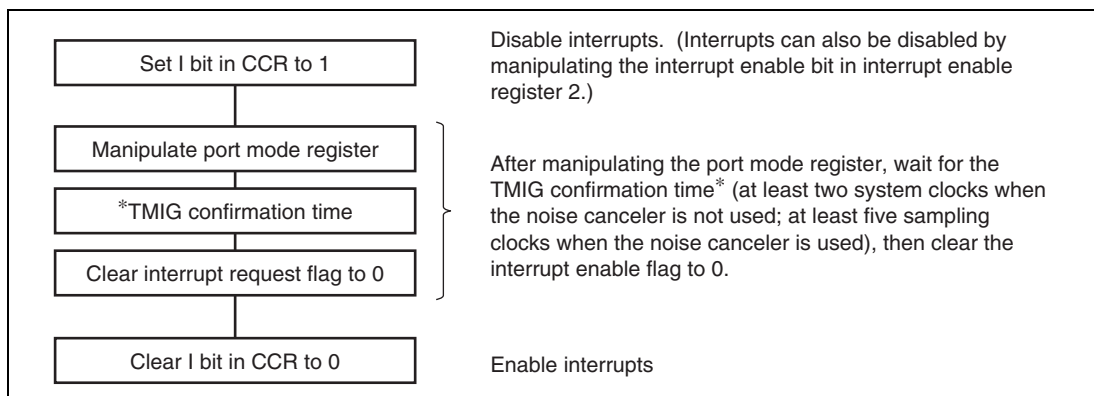 Set I bit in CCR to 1
Disable interrupts. (Interrupts can also be disabled by
manipulating the interrupt enable bit in interrupt enable
register 2.)
Manipulate port mode register
*TMIG confirmation time
Clear interrupt request flag to 0
After manipulating the port mode register, wait for the
TMIG confirmation time* (at least two system clocks when
the noise canceler is not used; at least five sampling
clocks when the noise canceler is used), then clear the
interrupt enable flag to 0.
Clear I bit in CCR to 0
Enable interrupts